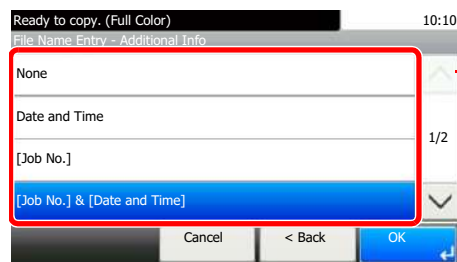 Ready to copy. (Full Color) 10:10
File Name Entry - Additional Info
None
Date and Time
1/2
[Job No.]
[Job No.] & [Date and Time]
Cancel < Back OK